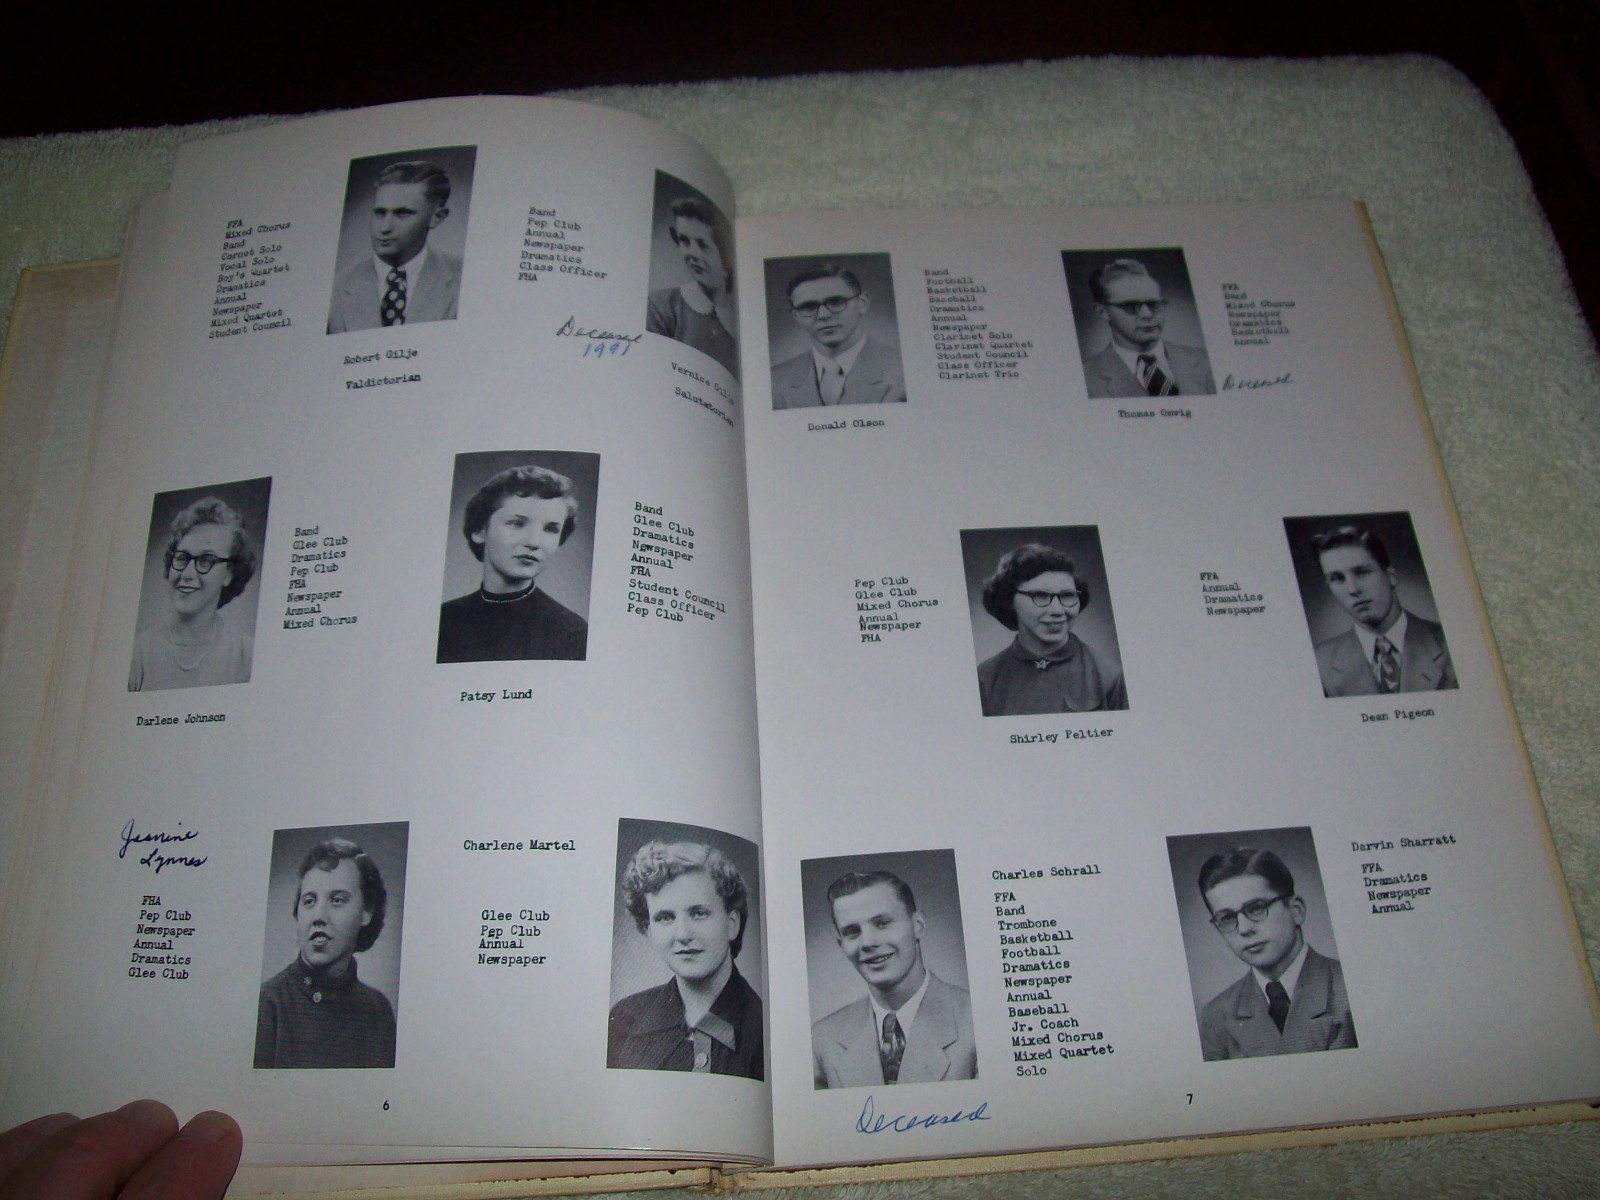 FFA
Mixed Chorus
Band
Cornet Solo
Vocal Solo
Boy's Quartet
Dramatics
Annual
Newspaper
Mixed Quartet
Student Council
Robert Gilje
Valdictorian
Band
Pep Club
Annual
Newspaper
Dramatics
Class Officer
FHA
Deceased
1991
Vernice
Salutatorian
Darlene Johnson
Band
Glee Club
Dramatics
Pep Club
FHA
Newspaper
Annual
Mixed Chorus
Patsy Lund
Band
Glee Club
Dramatics
Newspaper
Annual
FHA
Student Council
Class Officer
Pep Club
Jeanine
Lynnes
FHA
Pep Club
Newspaper
Annual
Dramatics
Glee Club
Charlene Martel
Glee Club
Pep Club
Annual
Newspaper
6
Donald Olson
Band
Football
Basketball
Baseball
Dramatics
Annual
Newspaper
Clarinet Solo
Clarinet Quartet
Student Council
Class Officer
Clarinet Trio
Thomas Omvig
FFA
Band
Mixed Chorus
Newspaper
Dramatics
Basketball
Annual
Deceased
Pep Club
Glee Club
Mixed Chorus
Annual
Newspaper
FHA
Shirley Peltier
FFA
Annual
Dramatics
Newspaper
Dean Pigeon
Charles Schrall
FFA
Band
Trombone
Basketball
Football
Dramatics
Newspaper
Annual
Baseball
Jr. Coach
Mixed Chorus
Mixed Quartet
Solo
Deceased
Darvin Sharratt
FFA
Dramatics
Newspaper
Annual
7